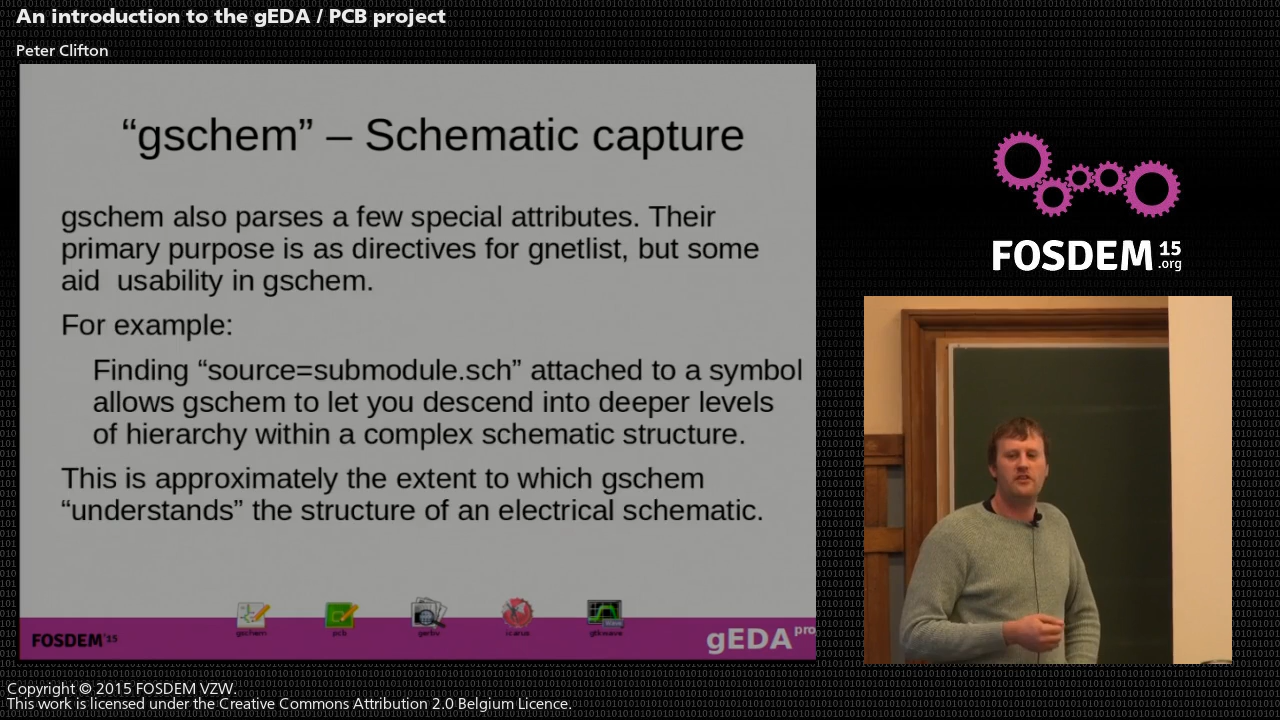 An introduction to the gEDA / PCB project
Peter Clifton
“gschem” – Schematic capture
gschem also parses a few special attributes. Their
primary purpose is as directives for gnetlist, but some
aid  usability in gschem.
For example:
Finding “source=submodule.sch” attached to a symbol
allows gschem to let you descend into deeper levels
of hierarchy within a complex schematic structure.
This is approximately the extent to which gschem
“understands” the structure of an electrical schematic.
gschem
pcb
gerbv
icarus
gtkwave
FOSDEM'15
gEDA pro
FOSDEM 15
.org
Copyright © 2015 FOSDEM VZW.
This work is licensed under the Creative Commons Attribution 2.0 Belgium Licence.